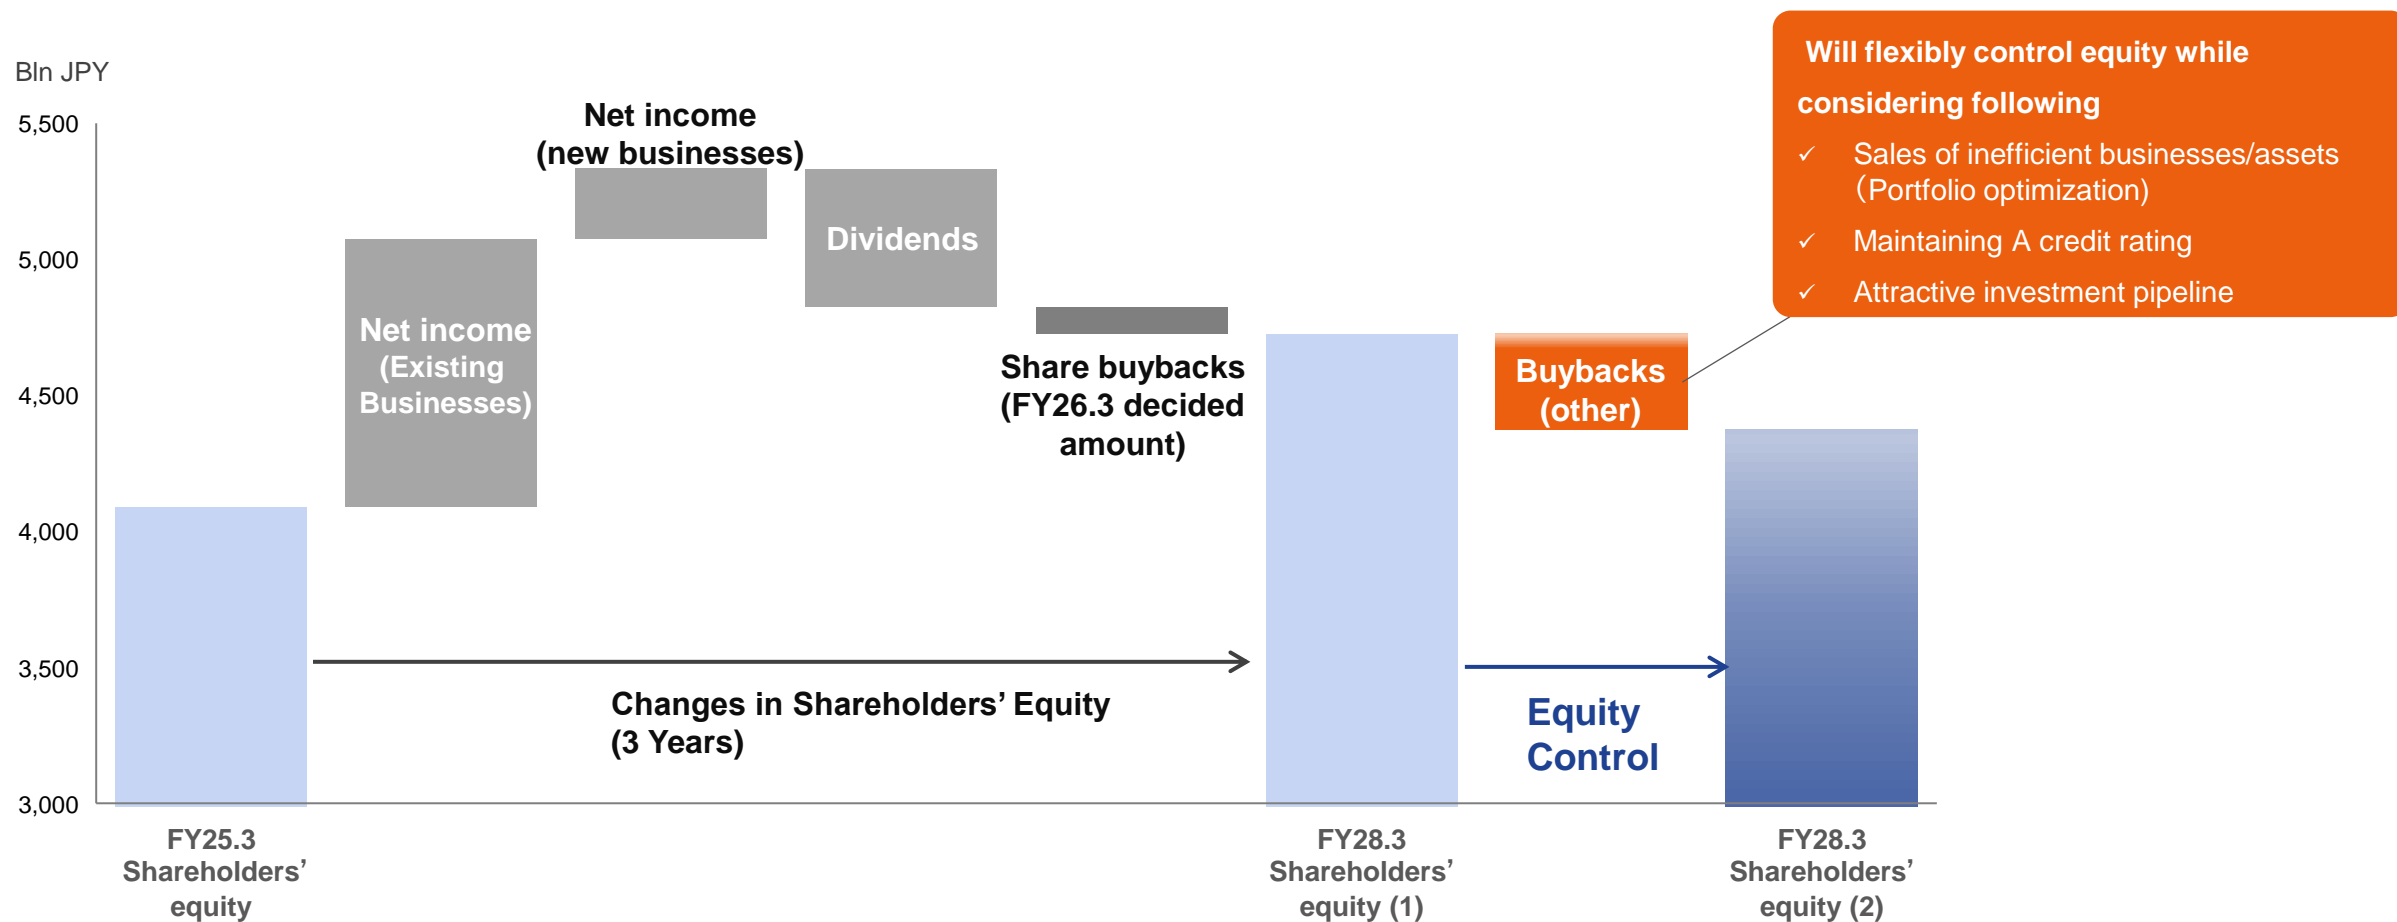 Bln JPY
5,500
5,000
4,500
4,000
3,500
3,000
Net income
(Existing
Businesses)
Net income
(new businesses)
Dividends
Share buybacks
(FY26.3 decided
amount)
Buybacks
(other)
Will flexibly control equity while
considering following
✓ Sales of inefficient businesses/assets
（Portfolio optimization)
✓ Maintaining A credit rating
✓ Attractive investment pipeline
Changes in Shareholders’ Equity
(3 Years)
Equity
Control
FY25.3
Shareholders’
equity
FY28.3
Shareholders’
equity (1)
FY28.3
Shareholders’
equity (2)